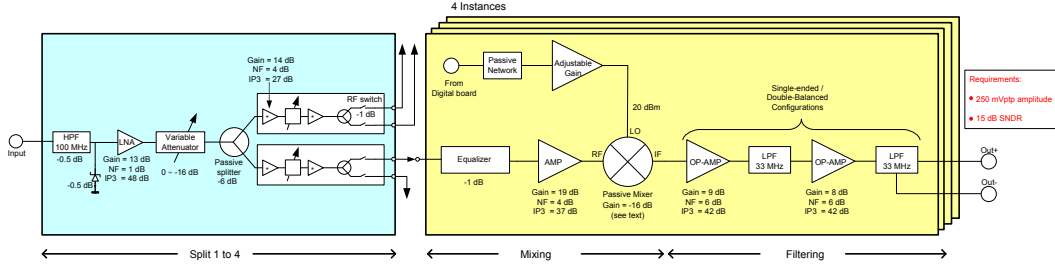 4 Instances
Gain = 14 dB
NF = 4 dB
IP3 = 27 dB
RF switch
-1 dB
Input
HPF
100 MHz
-0.5 dB
-0.5 dB
LNA
Gain = 13 dB
NF = 1 dB
IP3 = 48 dB
Variable
Attenuator
0 ÷ -16 dB
Passive
splitter
-6 dB
From
Digital board
Passive
Network
Adjustable
Gain
20 dBm
LO
Equalizer
-1 dB
AMP
Gain = 19 dB
NF = 4 dB
IP3 = 37 dB
RF
IF
Passive Mixer
Gain = -16 dB
(see text)
Single-ended /
Double-Balanced
Configurations
OP-AMP
Gain = 9 dB
NF = 6 dB
IP3 = 42 dB
LPF
33 MHz
OP-AMP
Gain = 8 dB
NF = 6 dB
IP3 = 42 dB
LPF
33 MHz
Out+
Out-
Requirements:
• 250 mVptp amplitude
• 15 dB SNDR
Split 1 to 4
Mixing
Filtering